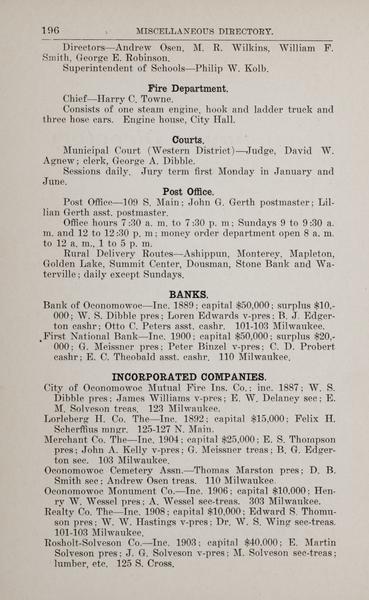 196 MISCELLANEOUS DIRECTORY.
Directors—Andrew Osen, M. R. Wilkins, William F.
Smith, George E. Robinson.
Superintendent of Schools—Philip W. Kolb.
Fire Department.
Chief—Harry C. Towne.
Consists of one steam engine, hook and ladder truck and
three hose cars. Engine house, City Hall.
Courts.
Municipal Court (Western District)—Judge, David W.
Agnew; clerk, George A. Dibble.
Sessions daily. Jury term first Monday in January and
June.
Post Office.
Post Office—109 S. Main; John G. Gerth postmaster; Lil-
lian Gerth asst. postmaster.
Office hours 7:30 a. m. to 7:30 p. m; Sundays 9 to 9:30 a.
m. and 12 to 12:30 p. m; money order department open 8 a. m.
to 12 a. m., 1 to 5 p. m.
Rural Delivery Routes—Ashippun, Monterey, Mapleton,
Golden Lake, Summit Center, Dousman, Stone Bank and Wa-
terville; daily except Sundays.
BANKS.
Bank of Oconomowoc—Inc. 1889; capital $50,000; surplus $10,-
000; W. S. Dibble pres; Loren Edwards v-pres; B. J. Edger-
ton cashr; Otto C. Peters asst. cashr. 101-103 Milwaukee.
First National Bank—Inc. 1900; capital $50,000; surplus $20,-
000; G. Meissner pres; Peter Binzel v-pres; C. D. Probert
cashr; E. C. Theobald asst. cashr. 110 Milwaukee.
INCORPORATED COMPANIES.
City of Oconomowoc Mutual Fire Ins. Co.; inc. 1887; W. S.
Dibble pres; James Williams v-pres; E. W. Delaney sec; E.
M. Solveson treas. 123 Milwaukee.
Lorleberg H. Co. The—Inc. 1892; capital $15,000; Felix H.
Scherffius mngr. 125-127 N. Main.
Merchant Co. The—Inc. 1904; capital $25,000; E. S. Thompson
pres; John A. Kelly v-pres; G. Meissner treas; B. G. Edger-
ton sec. 103 Milwaukee.
Oconomowoc Cemetery Assn.—Thomas Marston pres; D. B.
Smith sec; Andrew Osen treas. 110 Milwaukee.
Oconomowoc Monument Co.—Inc. 1906; capital $10,000; Hen-
ry W. Wessel pres; A. Wessel sec-treas. 303 Milwaukee.
Realty Co. The—Inc. 1908; capital $10,000; Edward S. Thomp-
son pres; W. W. Hastings v-pres; Dr. W. S. Wing sec-treas.
101-103 Milwaukee.
Rosholt-Solveson Co.—Inc. 1903; capital $40,000; E. Martin
Solveson pres; J. G. Solveson v-pres; M. Solveson sec-treas;
lumber, etc. 125 S. Cross.